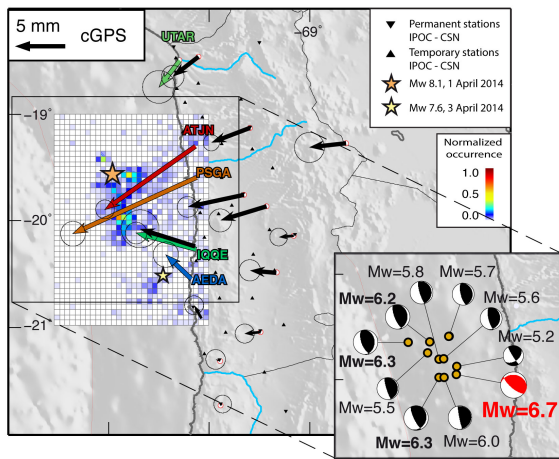 5 mm
cGPS
UTAR
-69
Permanent stations
IPOC - CSN
Temporary stations
IPOC - CSN
Mw 8.1, 1 April 2014
Mw 7.6, 3 April 2014
−19
ATJN
PSGA
−20
IQQE
AEDA
−21
Normalized
occurrence
1.0
0.5
0.0
Mw=5.8
Mw=5.7
Mw=6.2
Mw=5.6
Mw=5.2
Mw=6.3
Mw=5.5
Mw=6.7
Mw=6.3
Mw=6.0